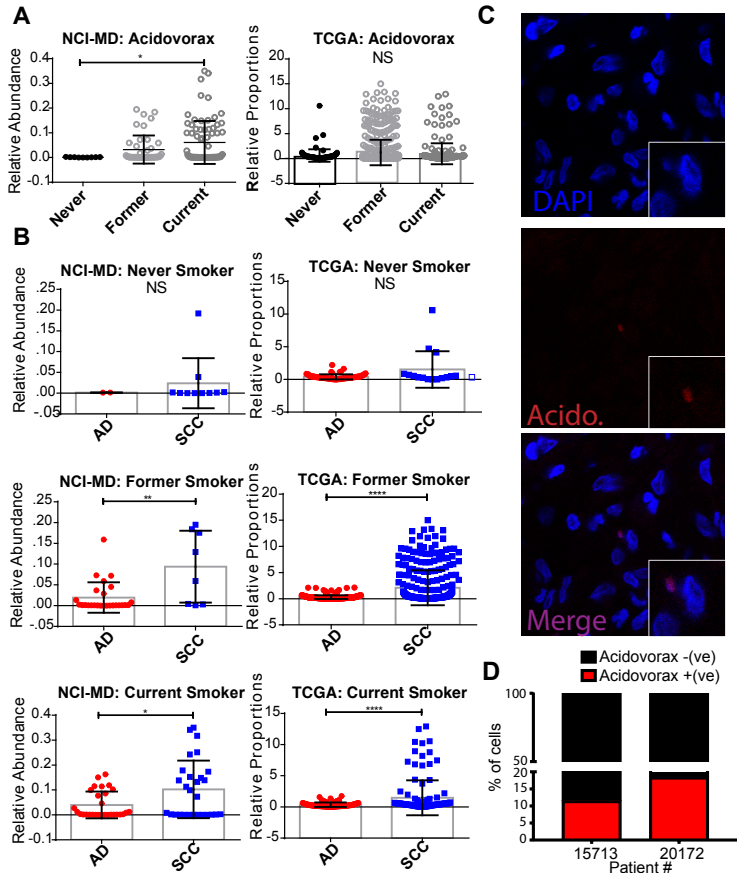 A
NCI-MD: Acidovorax
*
Relative Abundance
0.4
0.3
0.2
0.1
0.0
-0.1
Never
Former
Current
TCGA: Acidovorax
NS
Relative Proportions
20
15
10
5
0
-5
Never
Former
Current
B
NCI-MD: Never Smoker
NS
Relative Abundance
.25
.20
.15
.10
.05
.00
-.05
AD
SCC
TCGA: Never Smoker
NS
Relative Proportions
15
10
5
0
-5
AD
SCC
NCI-MD: Former Smoker
**
Relative Abundance
.25
.20
.15
.10
.05
.00
-.05
AD
SCC
TCGA: Former Smoker
****
Relative Proportions
20
15
10
5
0
-5
AD
SCC
NCI-MD: Current Smoker
*
Relative Abundance
0.4
0.3
0.2
0.1
0.0
0.1
AD
SCC
TCGA: Current Smoker
****
Relative Proportions
15
10
5
0
-5
AD
SCC
C
DAPI
Acido.
Merge
D
Acidovorax -(ve)
Acidovorax +(ve)
% of cells
100
50
20
15
10
5
0
15713
20172
Patient #